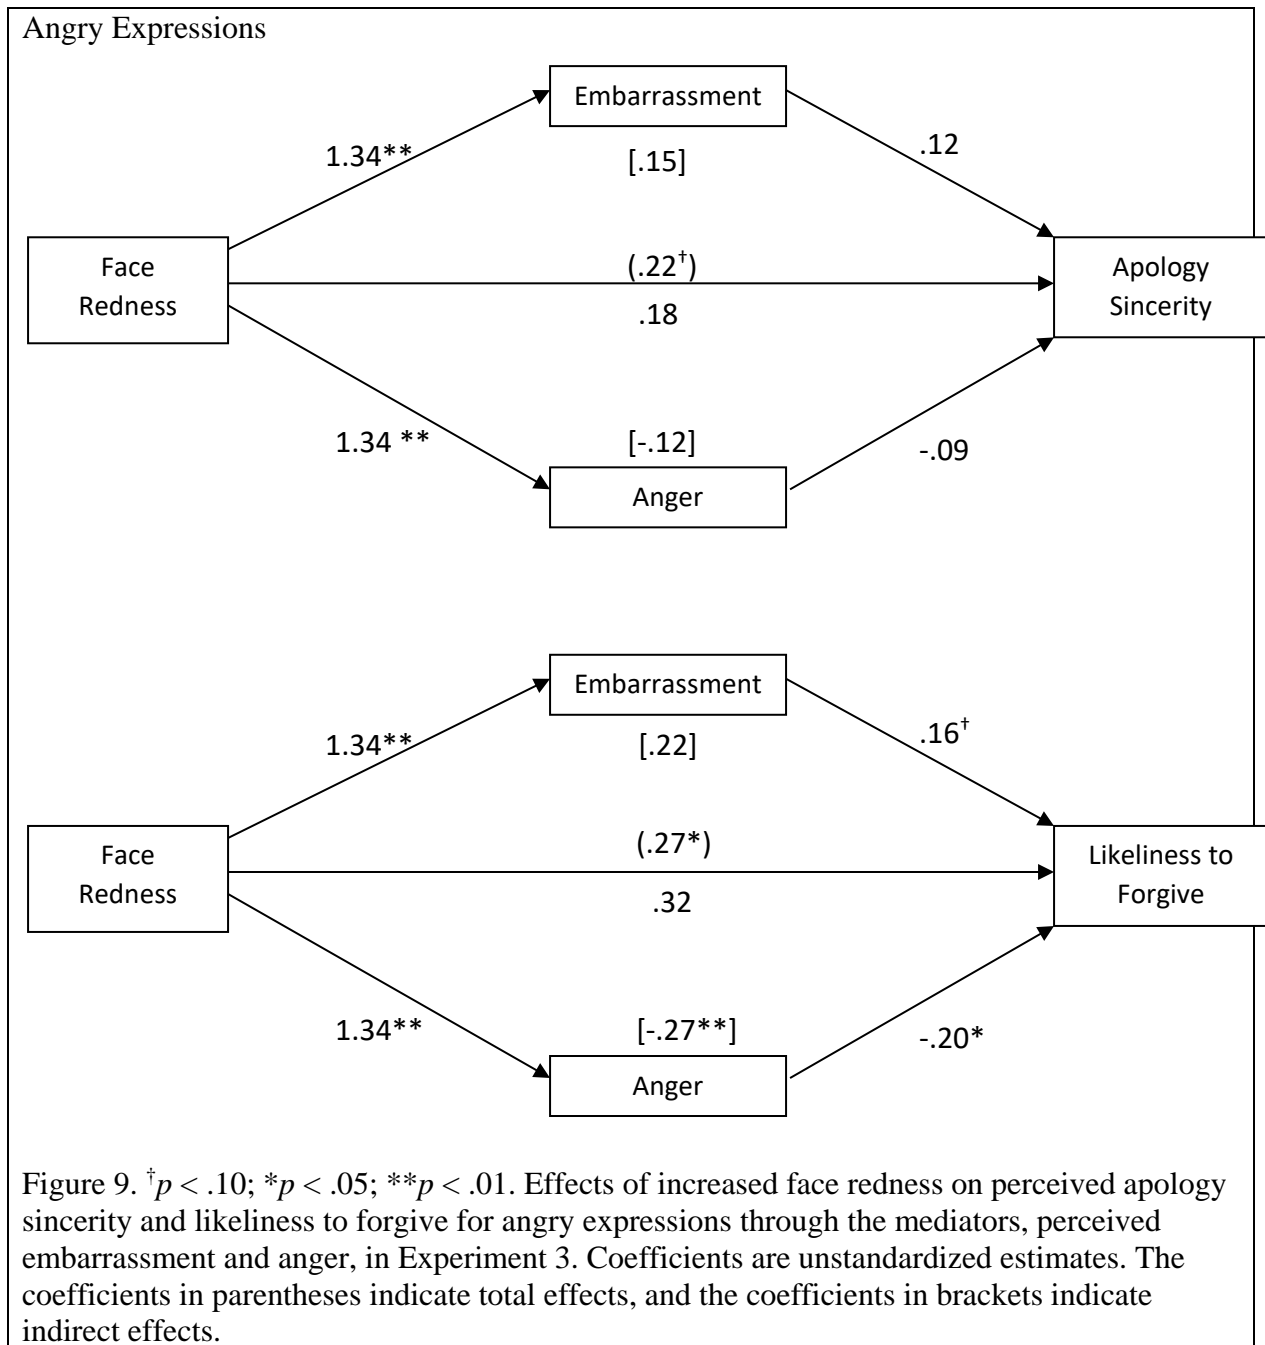 Angry Expressions
Embarrassment
1.34**
[.15]
.12
Face
Redness
(.22†)
.18
Apology
Sincerity
1.34 **
[-.12]
-.09
Anger
Embarrassment
1.34**
[.22]
.16†
Face
Redness
(.27*)
.32
Likeliness to
Forgive
1.34**
[-.27**]
-.20*
Anger
Figure 9. †p < .10; *p < .05; **p < .01. Effects of increased face redness on perceived apology
sincerity and likeliness to forgive for angry expressions through the mediators, perceived
embarrassment and anger, in Experiment 3. Coefficients are unstandardized estimates. The
coefficients in parentheses indicate total effects, and the coefficients in brackets indicate
indirect effects.